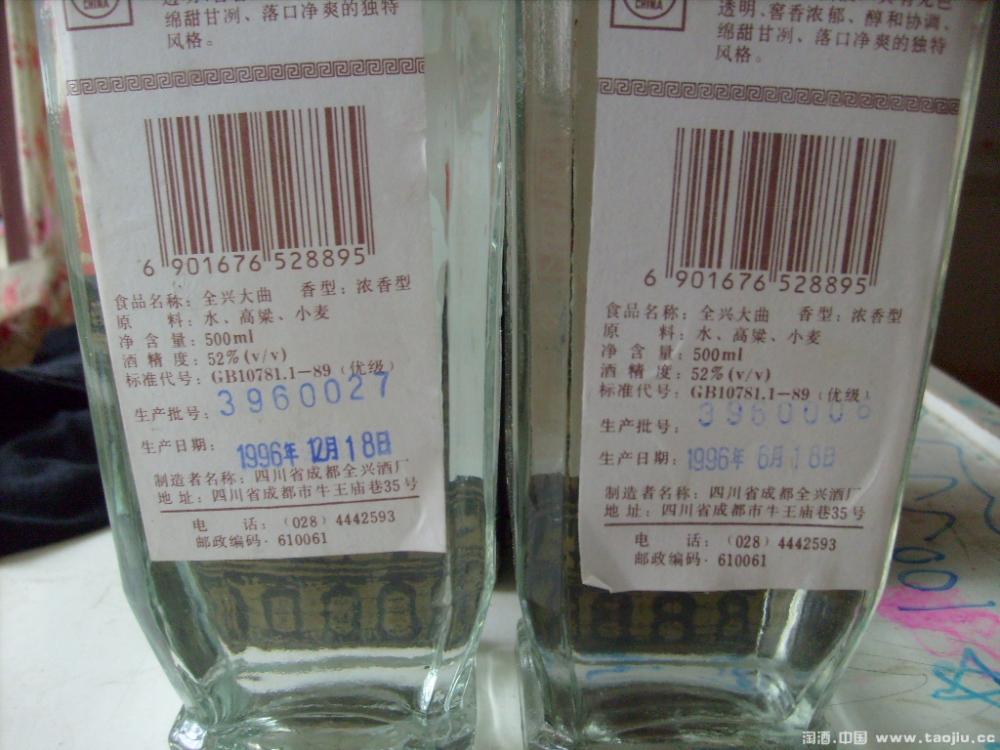 CHINA
绵甜甘冽、落口净爽的独特
风格。
6 901676 528895
食品名称：全兴大曲 香型：浓香型
原 料：水、高粱、小麦
净 含 量：500ml
酒 精 度：52%(v/v)
标准代号：GB10781.1—89（优级）
生产批号：3960027
生产日期：1996年 12月18日
制造者名称：四川省成都全兴酒厂
地 址：四川省成都市牛王庙巷35号
电 话：（028）4442593
邮政编码·610061
透明、窖香浓郁、醇和协调、
绵甜甘冽、落口净爽的独特
风格。
6 901676 528895
食品名称：全兴大曲 香型：浓香型
原 料：水、高粱、小麦
净 含 量：500ml
酒 精 度：52%(v/v)
标准代号：GB10781.1—89（优级）
生产批号：
生产日期：1996年 6月18日
制造者名称：四川省成都全兴酒厂
地 址：四川省成都市牛王庙巷35号
电 话：（028）4442593
邮政编码·610061
淘酒.中国 www.taojiu.cc